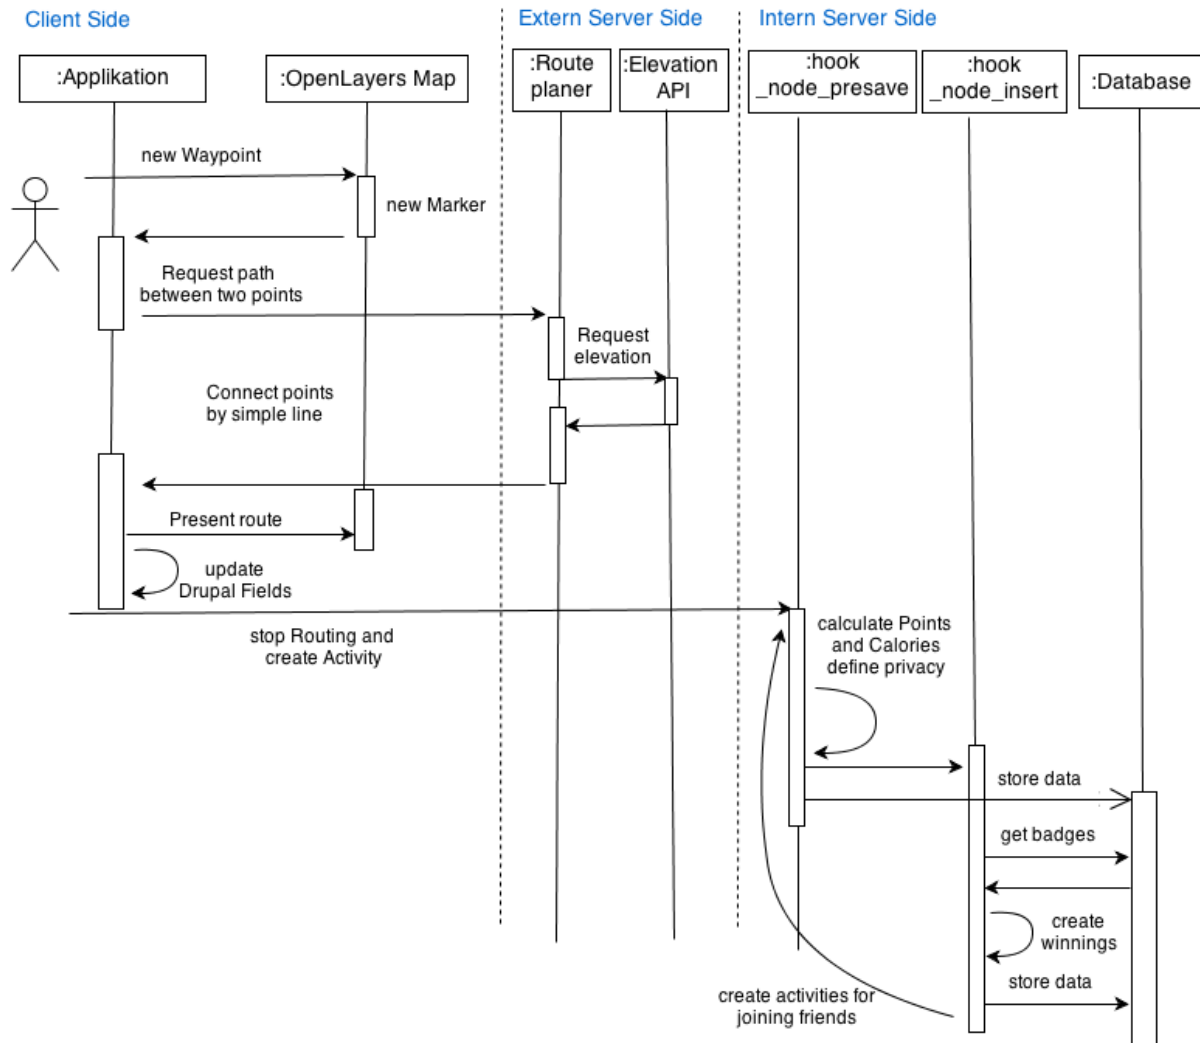 Client Side
Extern Server Side
Intern Server Side
:Applikation
:OpenLayers Map
:Route
planer
:Elevation
API
:hook
_node_presave
:hook
_node_insert
:Database
new Waypoint
new Marker
Request path
between two points
Request
elevation
Connect points
by simple line
Present route
update
Drupal Fields
stop Routing and
create Activity
calculate Points
and Calories
define privacy
store data
get badges
create
winnings
store data
create activities for
joining friends